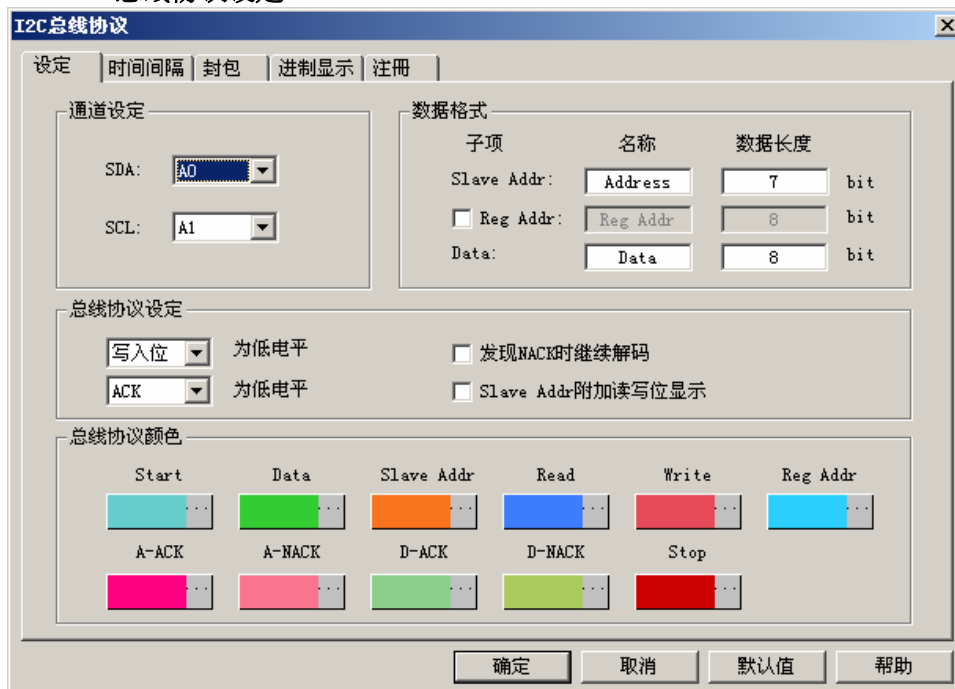 I2C总线协议
设定 时间间隔 封包 进制显示 注册
通道设定
SDA: A0
SCL: A1
数据格式
子项 名称 数据长度
Slave Addr: Address 7 bit
Reg Addr: Reg Addr 8 bit
Data: Data 8 bit
总线协议设定
写入位 为低电平
ACK 为低电平
发现NACK时继续解码
Slave Addr附加读写位显示
总线协议颜色
Start Data Slave Addr Read Write Reg Addr
... ... ... ... ... ...
A-ACK A-NACK D-ACK D-NACK Stop
... ... ... ... ...
确定 取消 默认值 帮助